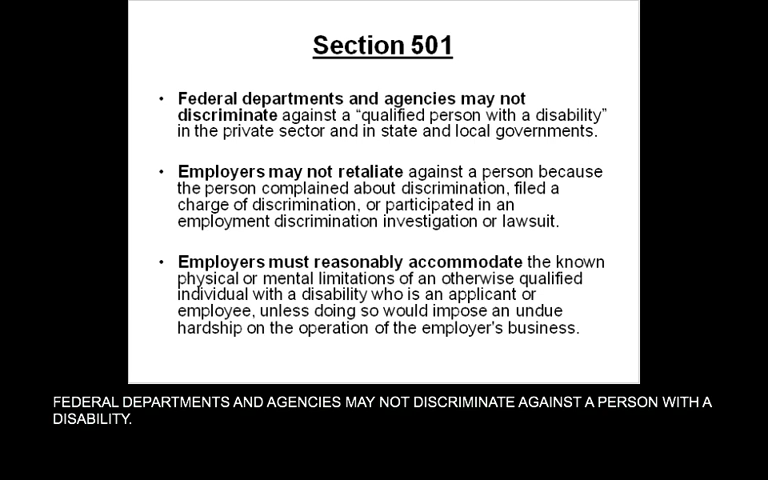 Section 501
• Federal departments and agencies may not
discriminate against a “qualified person with a disability”
in the private sector and in state and local governments.
• Employers may not retaliate against a person because
the person complained about discrimination, filed a
charge of discrimination, or participated in an
employment discrimination investigation or lawsuit.
• Employers must reasonably accommodate the known
physical or mental limitations of an otherwise qualified
individual with a disability who is an applicant or
employee, unless doing so would impose an undue
hardship on the operation of the employer's business.
FEDERAL DEPARTMENTS AND AGENCIES MAY NOT DISCRIMINATE AGAINST A PERSON WITH A
DISABILITY.